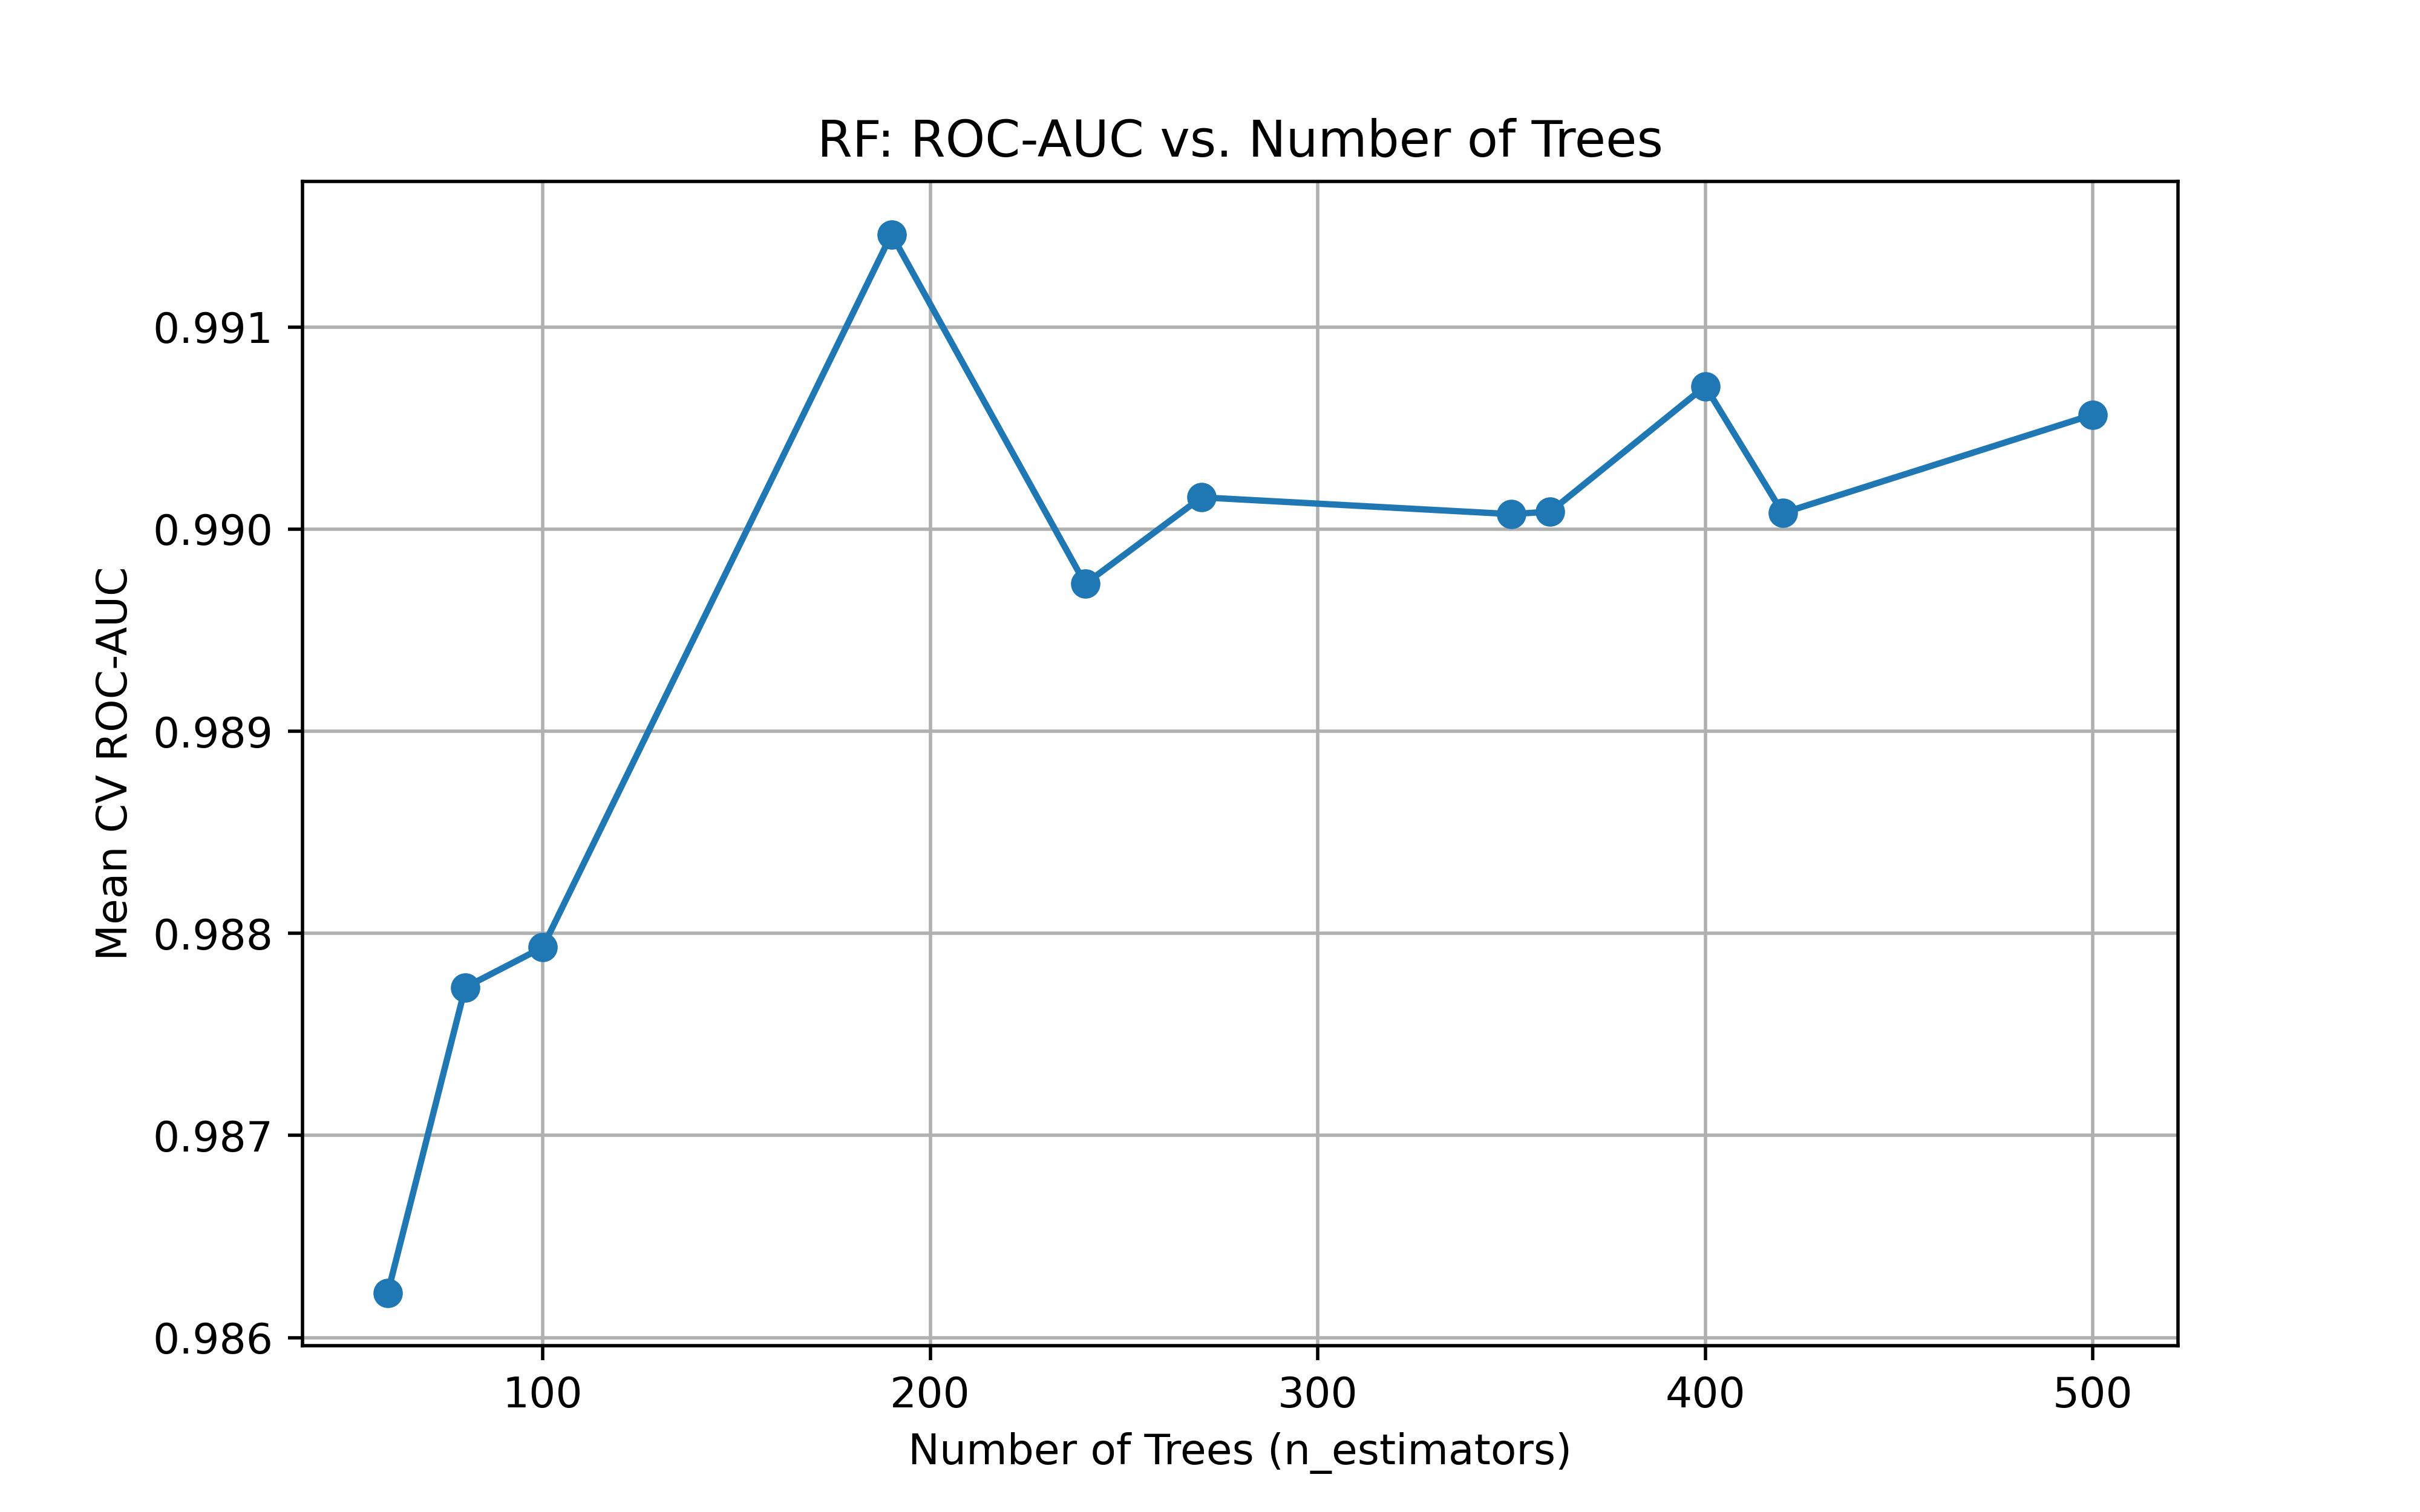 RF: ROC-AUC vs. Number of Trees
Mean CV ROC-AUC
0.991
0.990
0.989
0.988
0.987
0.986
100 200 300 400 500
Number of Trees (n_estimators)